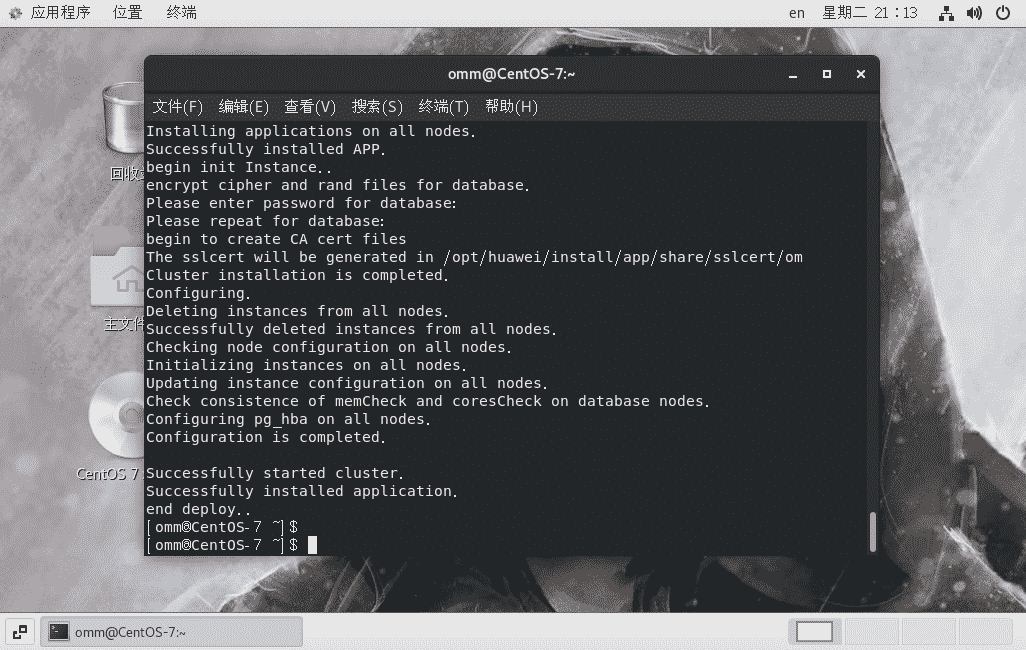 应用程序 位置 终端 en 星期二 21：13
omm@CentOS-7:~
文件(F) 编辑(E) 查看(V) 搜索(S) 终端(T) 帮助(H)
Installing applications on all nodes.
Successfully installed APP.
begin init Instance..
encrypt cipher and rand files for database.
Please enter password for database:
Please repeat for database:
begin to create CA cert files
The sslcert will be generated in /opt/huawei/install/app/share/sslcert/om
Cluster installation is completed.
Configuring.
Deleting instances from all nodes.
Successfully deleted instances from all nodes.
Checking node configuration on all nodes.
Initializing instances on all nodes.
Updating instance configuration on all nodes.
Check consistence of memCheck and coresCheck on database nodes.
Configuring pg_hba on all nodes.
Configuration is completed.
Successfully started cluster.
Successfully installed application.
end deploy..
[omm@CentOS-7 ~]$
[omm@CentOS-7 ~]$
回收
主文件
CentOS 7
omm@CentOS-7:~